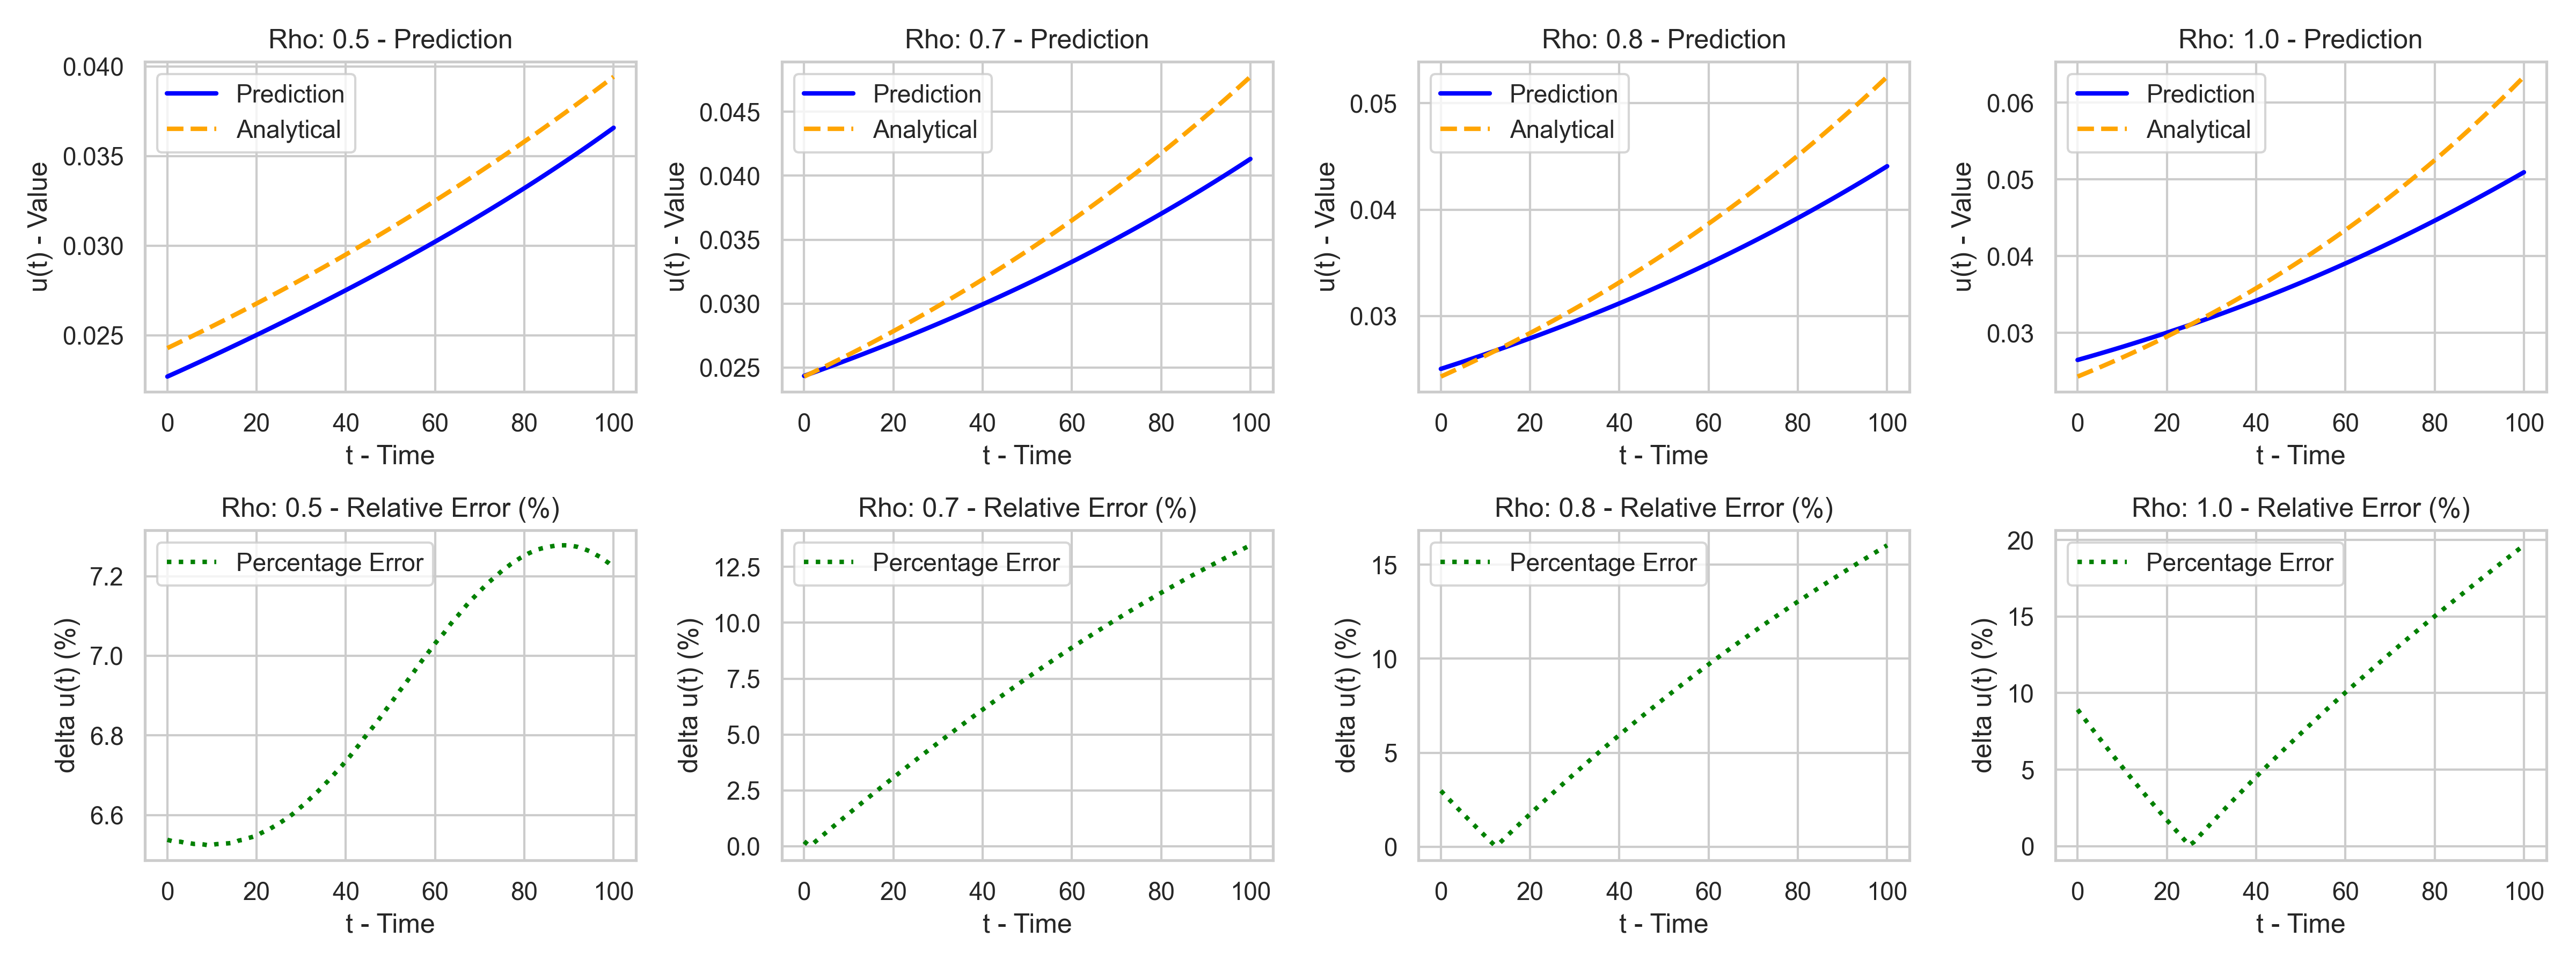 Rho: 0.5 - Prediction
0.040
0.035
0.030
0.025
u(t) - Value
Prediction
Analytical
0 20 40 60 80 100
t - Time
Rho: 0.7 - Prediction
0.045
0.040
0.035
0.030
0.025
u(t) - Value
Prediction
Analytical
0 20 40 60 80 100
t - Time
Rho: 0.8 - Prediction
0.05
0.04
0.03
u(t) - Value
Prediction
Analytical
0 20 40 60 80 100
t - Time
Rho: 1.0 - Prediction
0.06
0.05
0.04
0.03
u(t) - Value
Prediction
Analytical
0 20 40 60 80 100
t - Time
Rho: 0.5 - Relative Error (%)
7.2
7.0
6.8
6.6
delta u(t) (%)
Percentage Error
0 20 40 60 80 100
t - Time
Rho: 0.7 - Relative Error (%)
12.5
10.0
7.5
5.0
2.5
0.0
delta u(t) (%)
Percentage Error
0 20 40 60 80 100
t - Time
Rho: 0.8 - Relative Error (%)
15
10
5
0
delta u(t) (%)
Percentage Error
0 20 40 60 80 100
t - Time
Rho: 1.0 - Relative Error (%)
20
15
10
5
0
delta u(t) (%)
Percentage Error
0 20 40 60 80 100
t - Time